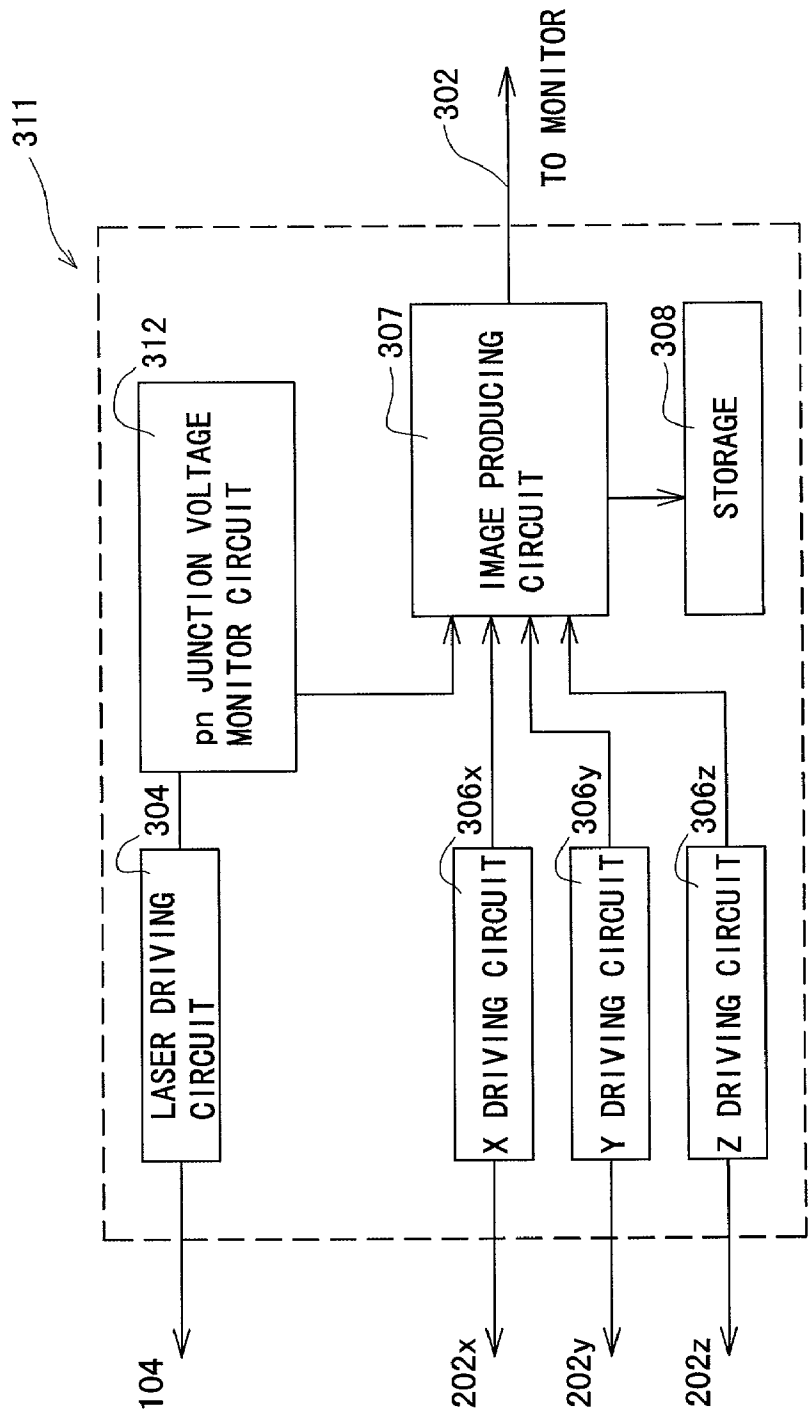 311
104
LASER DRIVING
CIRCUIT
304
pn JUNCTION VOLTAGE
MONITOR CIRCUIT
312
202x
X DRIVING CIRCUIT
306x
202y
Y DRIVING CIRCUIT
306y
202z
Z DRIVING CIRCUIT
306z
IMAGE PRODUCING
CIRCUIT
307
STORAGE
308
302
TO MONITOR